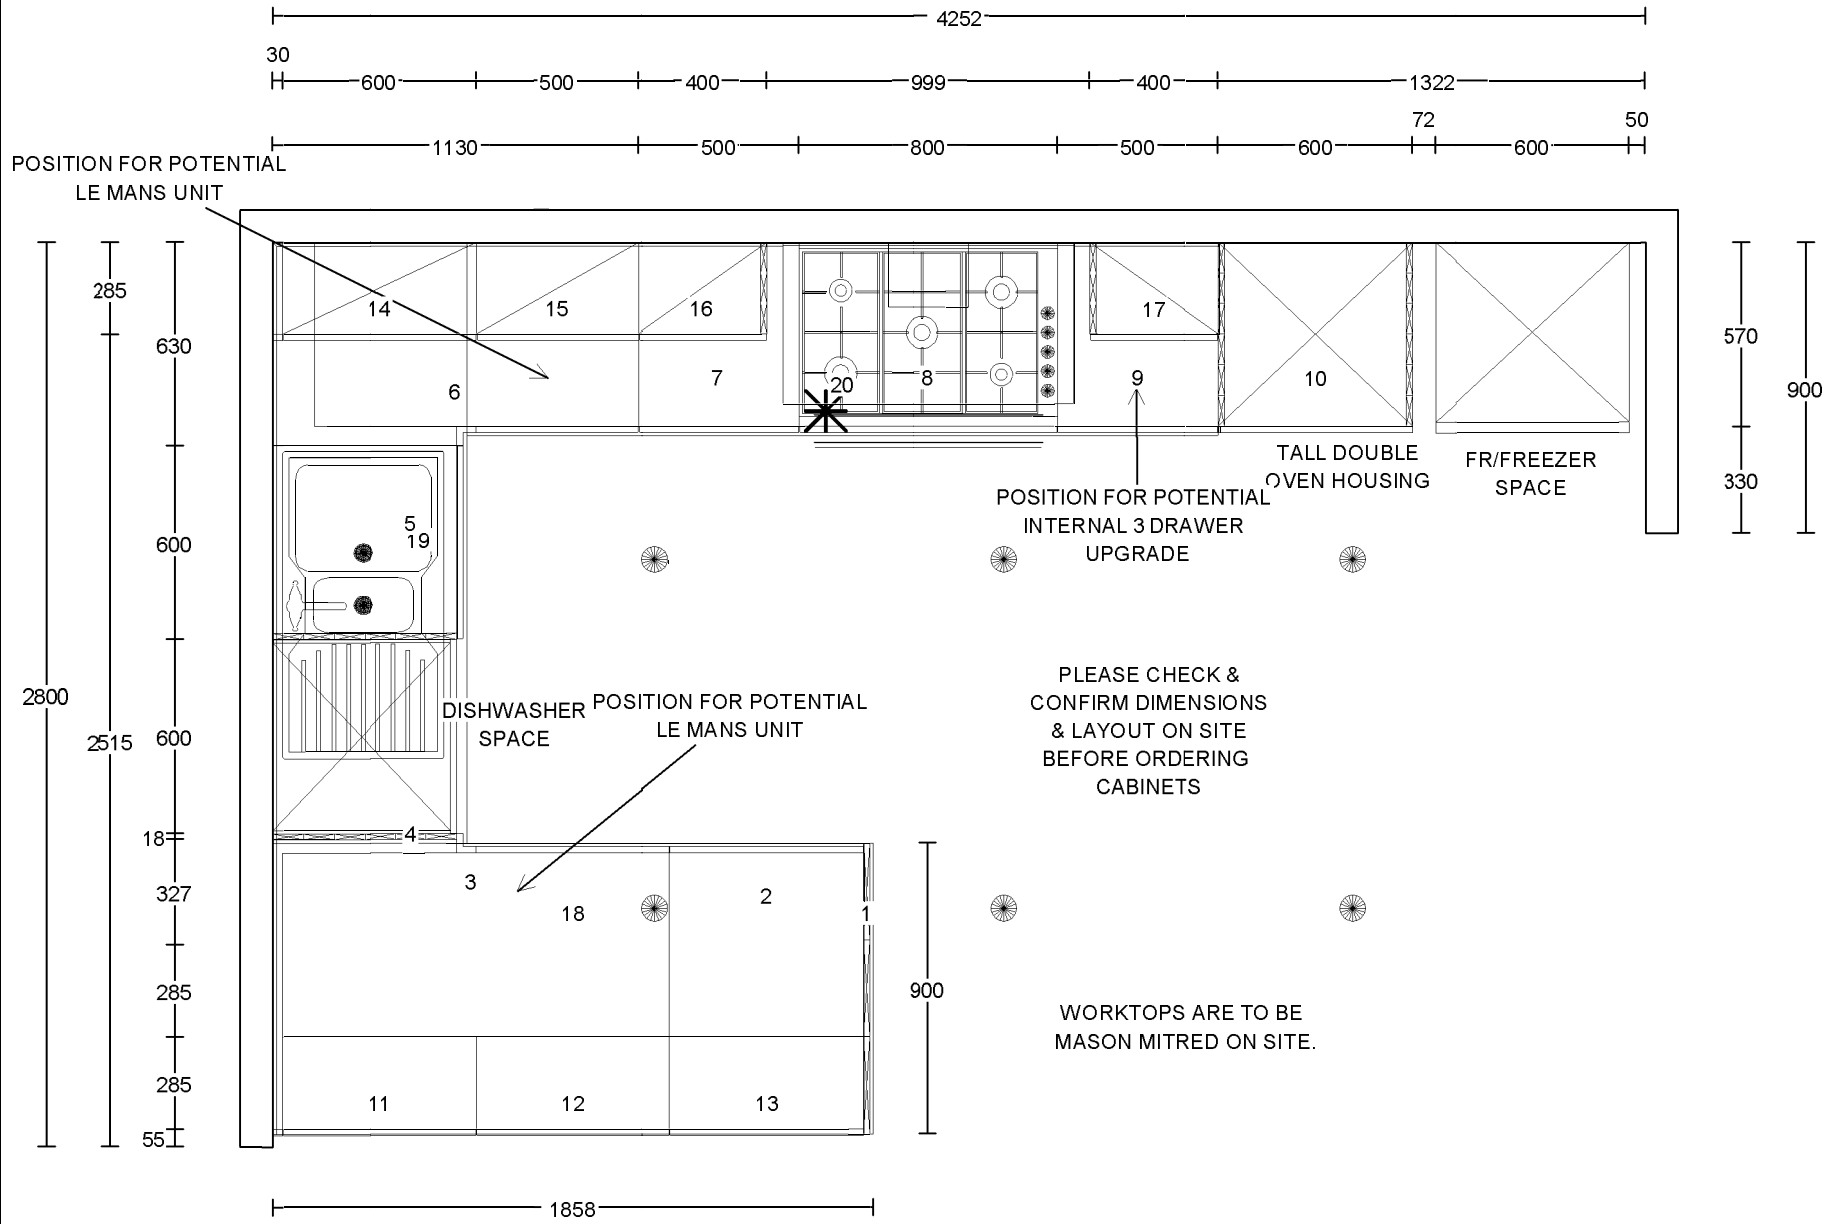 4252
30
600 500 400 999 400 1322
72 50
1130 500 800 500 600 600
POSITION FOR POTENTIAL
LE MANS UNIT
285
630
14 15 16 17
570
900
6 7 20 8 9 10
TALL DOUBLE
OVEN HOUSING
FR/FREEZER
SPACE
330
POSITION FOR POTENTIAL
INTERNAL 3 DRAWER
UPGRADE
5
19
600
2800
2515
600
DISHWASHER
SPACE
POSITION FOR POTENTIAL
LE MANS UNIT
PLEASE CHECK &
CONFIRM DIMENSIONS
& LAYOUT ON SITE
BEFORE ORDERING
CABINETS
18
4
327
3 2
18 1
285
900
WORKTOPS ARE TO BE
MASON MITRED ON SITE.
285
11 12 13
55
1858